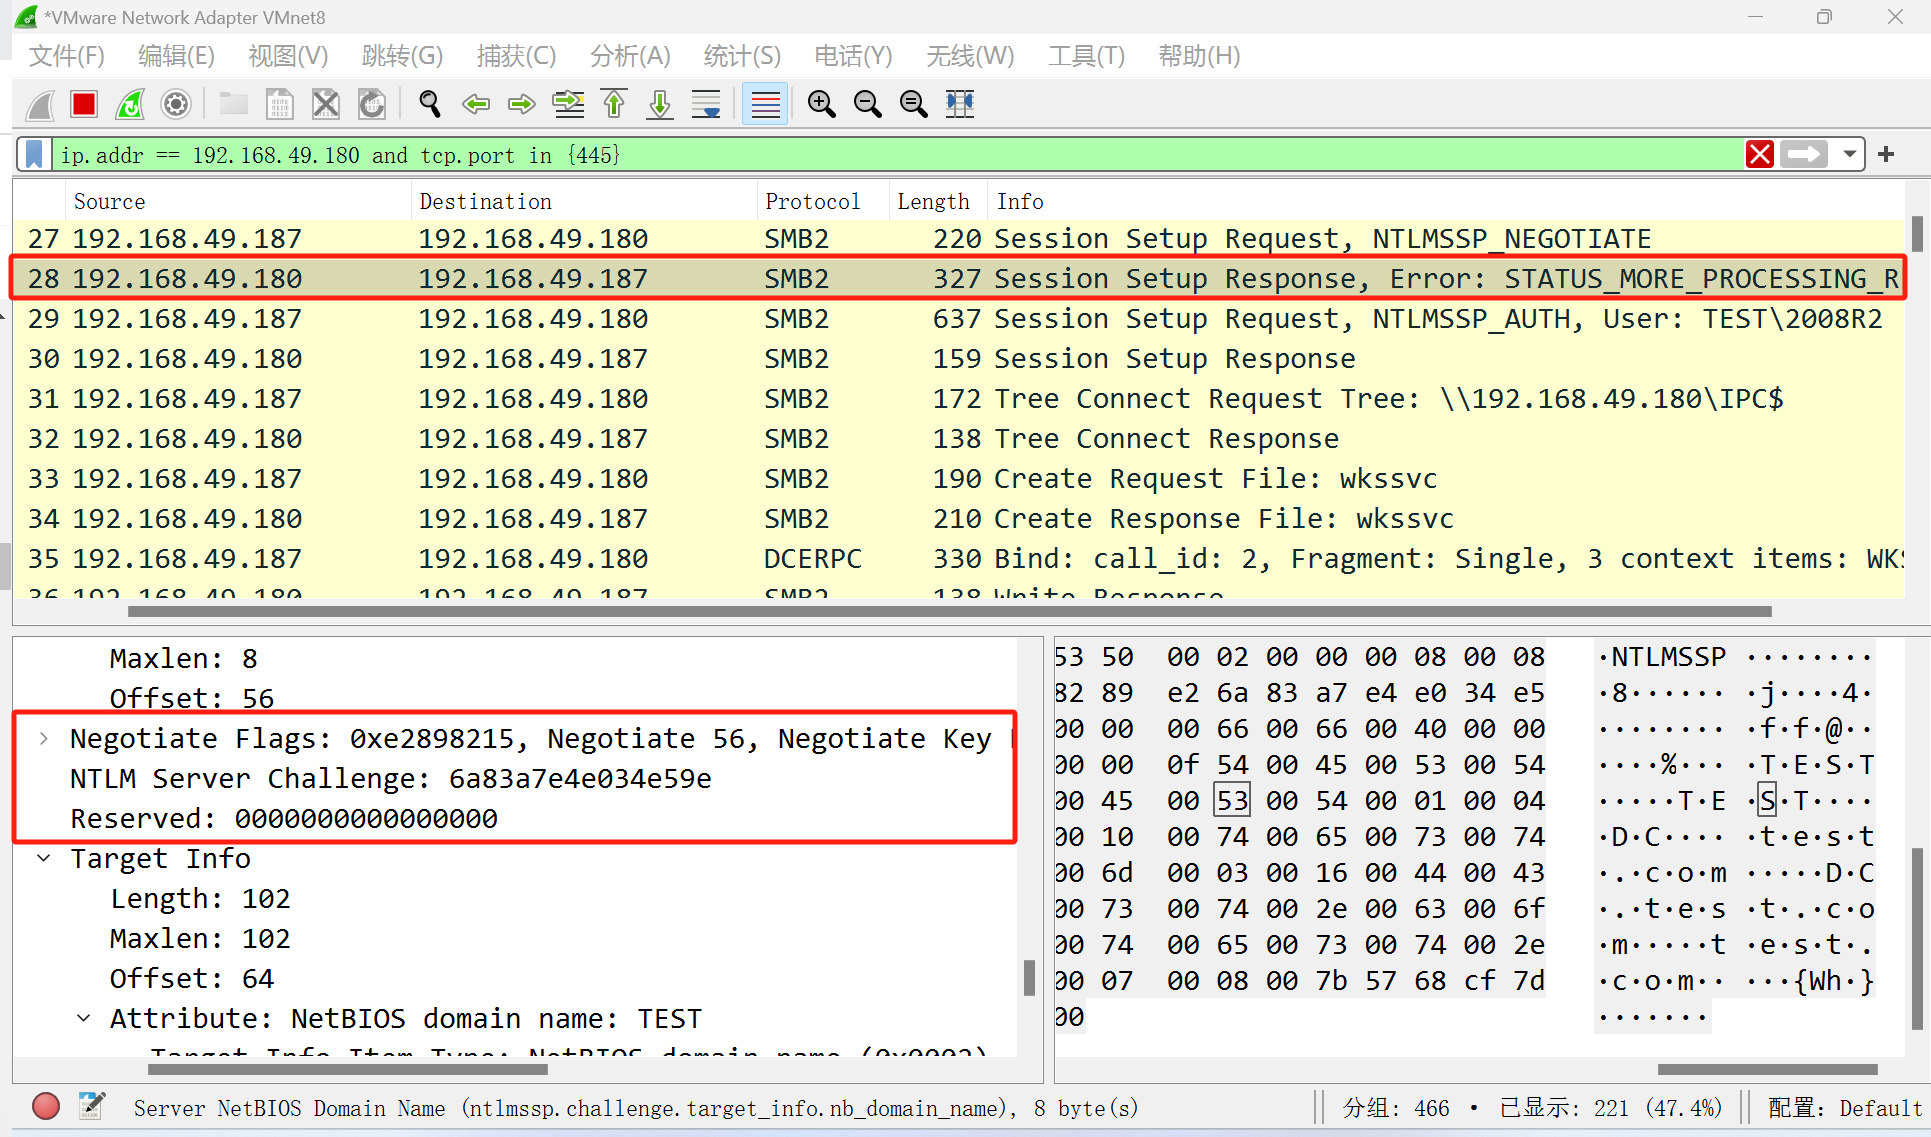 *VMware Network Adapter VMnet8
文件(F) 编辑(E) 视图(V) 跳转(G) 捕获(C) 分析(A) 统计(S) 电话(Y) 无线(W) 工具(T) 帮助(H)
ip.addr == 192.168.49.180 and tcp.port in {445}
Source Destination Protocol Length Info
27 192.168.49.187 192.168.49.180 SMB2 220 Session Setup Request, NTLMSSP_NEGOTIATE
28 192.168.49.180 192.168.49.187 SMB2 327 Session Setup Response, Error: STATUS_MORE_PROCESSING_R
29 192.168.49.187 192.168.49.180 SMB2 637 Session Setup Request, NTLMSSP_AUTH, User: TEST\2008R2
30 192.168.49.180 192.168.49.187 SMB2 159 Session Setup Response
31 192.168.49.187 192.168.49.180 SMB2 172 Tree Connect Request Tree: \\192.168.49.180\IPC$
32 192.168.49.180 192.168.49.187 SMB2 138 Tree Connect Response
33 192.168.49.187 192.168.49.180 SMB2 190 Create Request File: wkssvc
34 192.168.49.180 192.168.49.187 SMB2 210 Create Response File: wkssvc
35 192.168.49.187 192.168.49.180 DCERPC 330 Bind: call_id: 2, Fragment: Single, 3 context items: WKS
36 192.168.49.180 192.168.49.187 SMB2 138 Write Response
Maxlen: 8
Offset: 56
Negotiate Flags: 0xe2898215, Negotiate 56, Negotiate Key
NTLM Server Challenge: 6a83a7e4e034e59e
Reserved: 0000000000000000
Target Info
Length: 102
Maxlen: 102
Offset: 64
Attribute: NetBIOS domain name: TEST
Target Info Item Type: NetBIOS domain name (0x0002)
53 50 00 02 00 00 00 08 00 08 ·NTLMSSP ········
82 89 e2 6a 83 a7 e4 e0 34 e5 ·8······ ·j····4·
00 00 00 66 00 66 00 40 00 00 ········ ·f·f·@··
00 00 0f 54 00 45 00 53 00 54 ····%··· ·T·E·S·T
00 45 00 53 00 54 00 01 00 04 ·····T·E ·S·T····
00 10 00 74 00 65 00 73 00 74 ·D·C···· ·t·e·s·t
00 6d 00 03 00 16 00 44 00 43 ·.·c·o·m ·····D·C
00 73 00 74 00 2e 00 63 00 6f ·.·t·e·s ·t·.·c·o
00 74 00 65 00 73 00 74 00 2e ·m·····t ·e·s·t·.
00 07 00 08 00 7b 57 68 cf 7d ·c·o·m·· ···{Wh·}
00 ·······
Server NetBIOS Domain Name (ntlmssp.challenge.target_info.nb_domain_name), 8 byte(s) 分组: 466 · 已显示: 221 (47.4%) 配置: Default